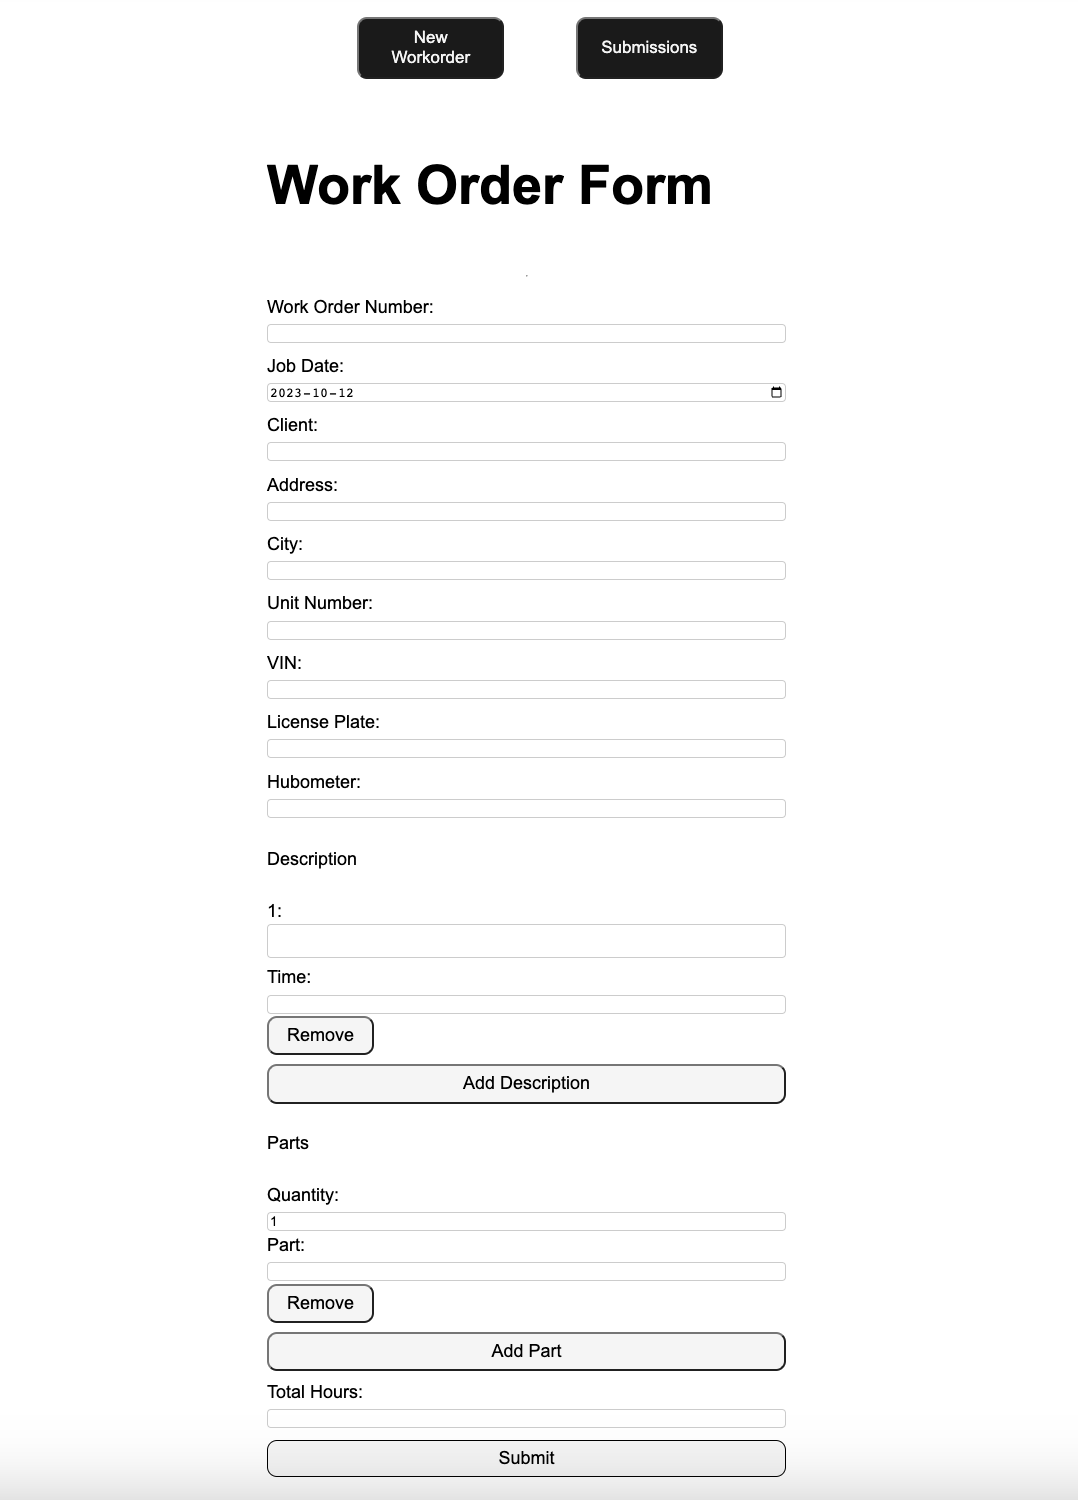 New
Workorder
Submissions
Work Order Form
Work Order Number:
Job Date:
2023-10-12
Client:
Address:
City:
Unit Number:
VIN:
License Plate:
Hubometer:
Description
1:
Time:
Remove
Add Description
Parts
Quantity:
1
Part:
Remove
Add Part
Total Hours:
Submit